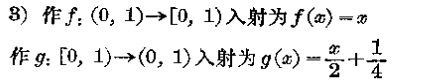 3) 作 f: (0, 1)→[0, 1)入射为 f(x)=x
作 g: [0, 1)→(0, 1)入射为 g(x)=x/2+1/4